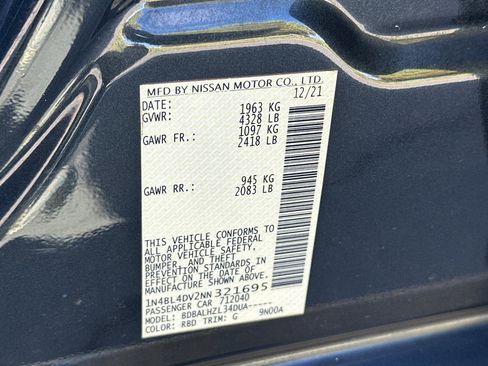 MFD BY NISSAN MOTOR CO., LTD.
12/21
DATE: 1963 KG
GVWR: 4328 LB
GAWR FR.: 1097 KG
2418 LB
945 KG
GAWR RR.: 2083 LB
THIS VEHICLE CONFORMS TO
ALL APPLICABLE FEDERAL
MOTOR VEHICLE SAFETY,
BUMPER, AND THEFT
PREVENTION STANDARDS IN
EFFECT ON THE DATE OF
MANUFACTURE SHOWN ABOVE.
1N4BL4DV2NN321695
PASSENGER CAR 712040
MODEL: BDBALHZL34DUA-----
COLOR: RBD TRIM: G 9N00A